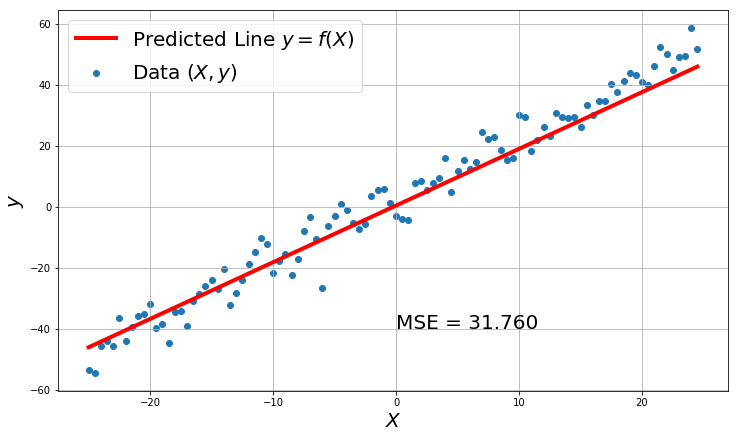 Predicted Line y = f(X)
Data (X, y)
60
40
20
0
−20
−40
−60
y
MSE = 31.760
−20
−10
0
10
20
X